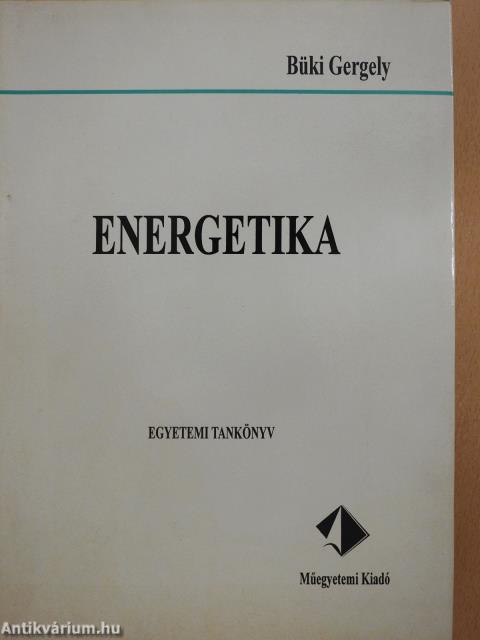 Büki Gergely
ENERGETIKA
EGYETEMI TANKÖNYV
Műegyetemi Kiadó
Antikvárium.hu